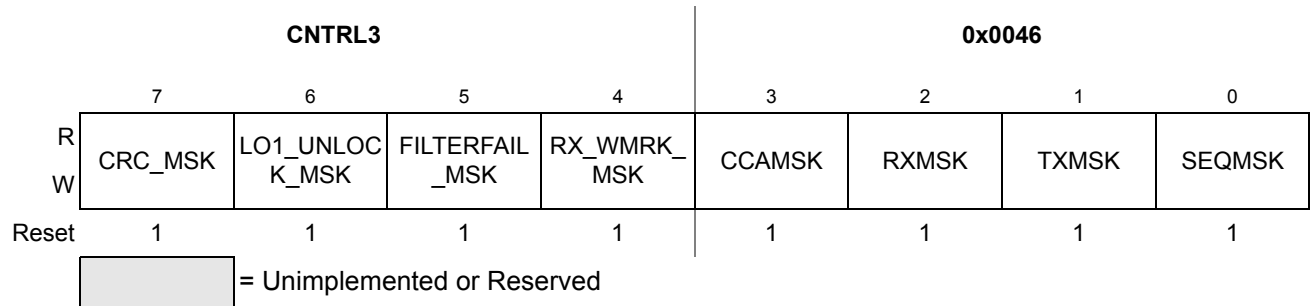 CNTRL3 0x0046
7 6 5 4 3 2 1 0
R
W
CRC_MSK
LO1_UNLOC
K_MSK
FILTERFAIL
_MSK
RX_WMRK_
MSK
CCAMSK
RXMSK
TXMSK
SEQMSK
Reset 1 1 1 1 1 1 1 1
= Unimplemented or Reserved